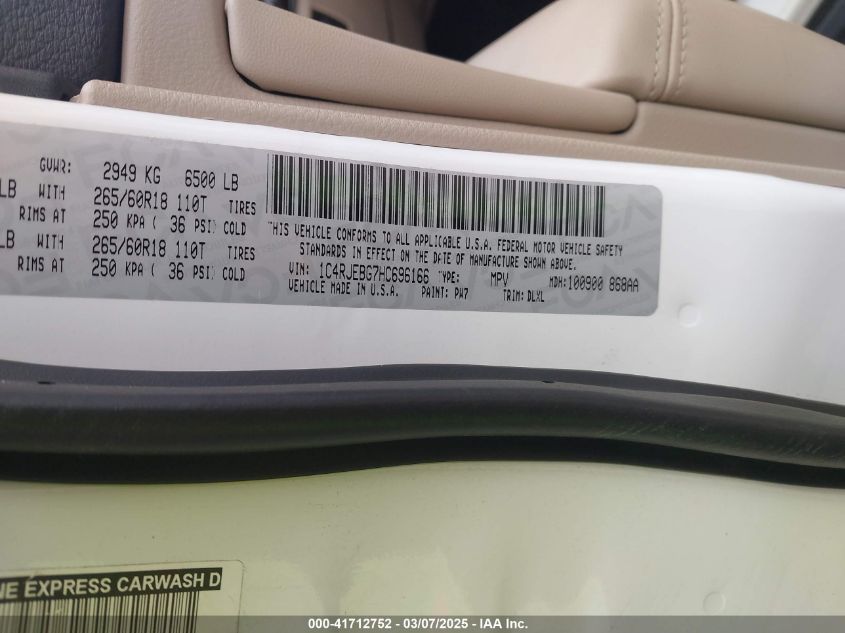 GVWR: 2949 KG 6500 LB
LB WITH 265/60R18 110T TIRES
RIMS AT 250 KPA ( 36 PSI) COLD
LB WITH 265/60R18 110T TIRES
RIMS AT 250 KPA ( 36 PSI) COLD
THIS VEHICLE CONFORMS TO ALL APPLICABLE U.S.A. FEDERAL MOTOR VEHICLE SAFETY
STANDARDS IN EFFECT ON THE DATE OF MANUFACTURE SHOWN ABOVE.
VIN: 1C4RJEBG7HC696166 TYPE: MPV MDH:100900 868AA
VEHICLE MADE IN U.S.A. PAINT: PW7 TRIM: DLXL
NE EXPRESS CARWASH D
000-41712752 - 03/07/2025 - IAA Inc.